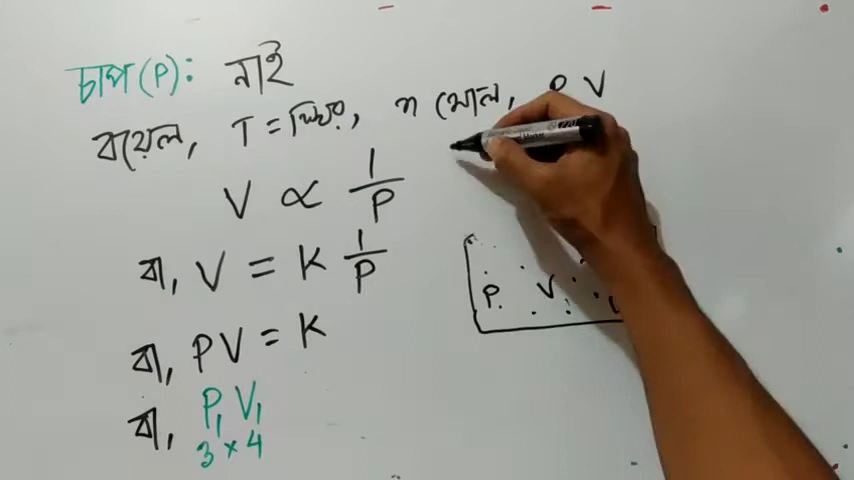 চাপ (P): নাই
বয়েল, T = স্থির, n মোল, P V
V ∝ 1/P
বা, V = K 1/P
বা, PV = K
বা, P₁V₁
3 × 4
P V